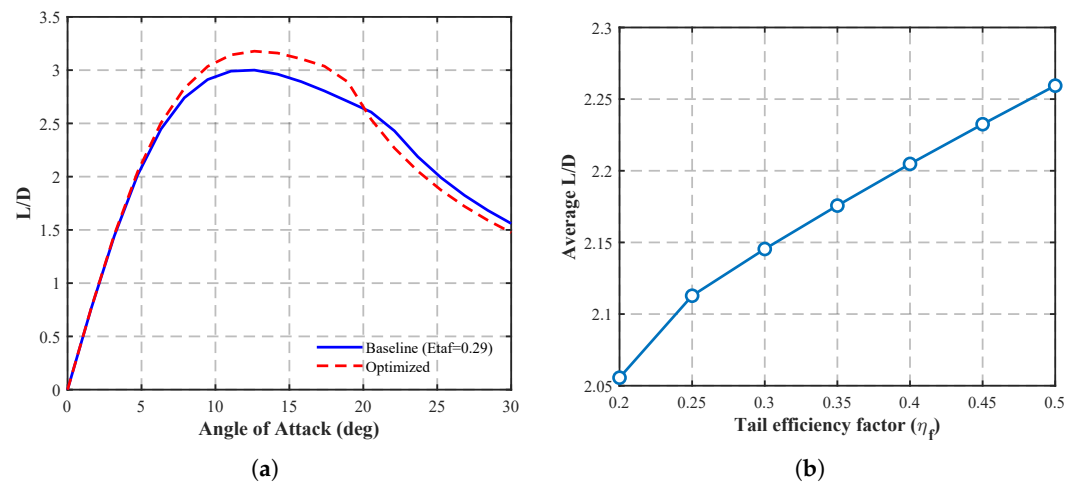 3.5
3
2.5
2
1.5
1
0.5
0
L/D
Baseline (Etaf=0.29)
Optimized
0 5 10 15 20 25 30
Angle of Attack (deg)
(a)
2.3
2.25
2.2
2.15
2.1
2.05
Average L/D
0.2 0.25 0.3 0.35 0.4 0.45 0.5
Tail efficiency factor (η_f)
(b)